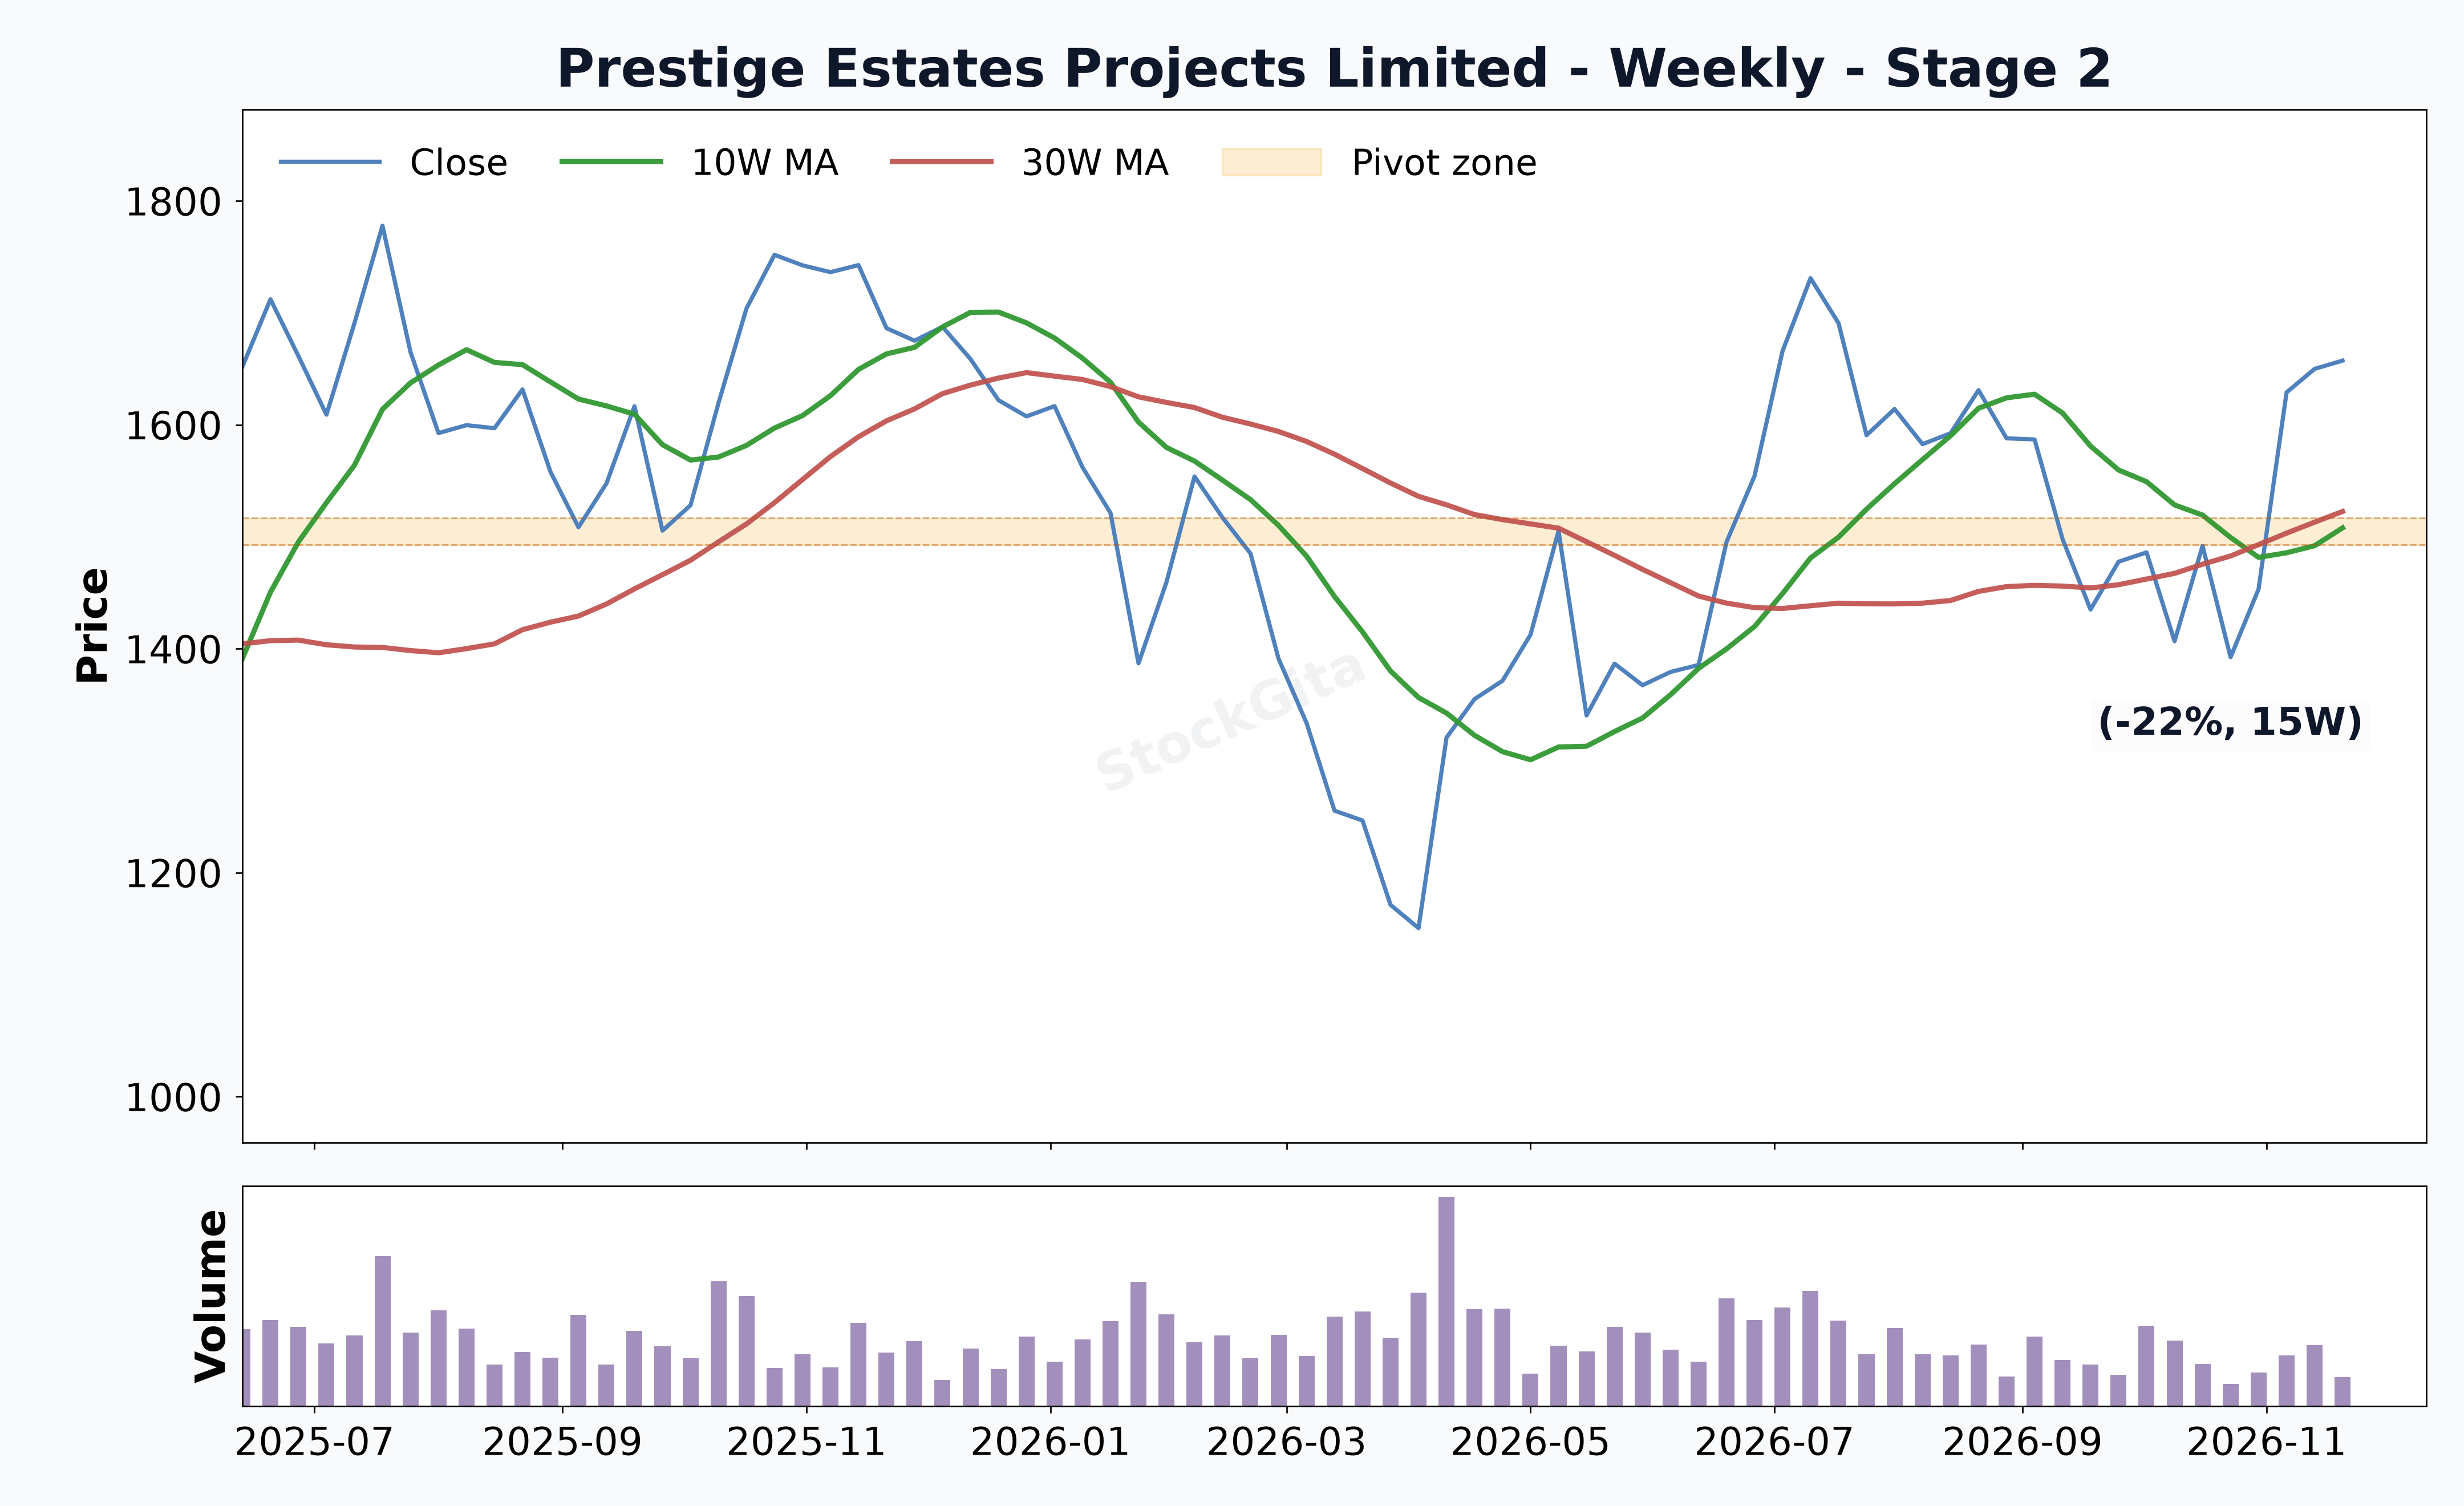 Prestige Estates Projects Limited - Weekly - Stage 2
Close 10W MA 30W MA Pivot zone
1800
1600
1400
1200
1000
Price
StockGita
(-22%, 15W)
Volume
2025-07 2025-09 2025-11 2026-01 2026-03 2026-05 2026-07 2026-09 2026-11